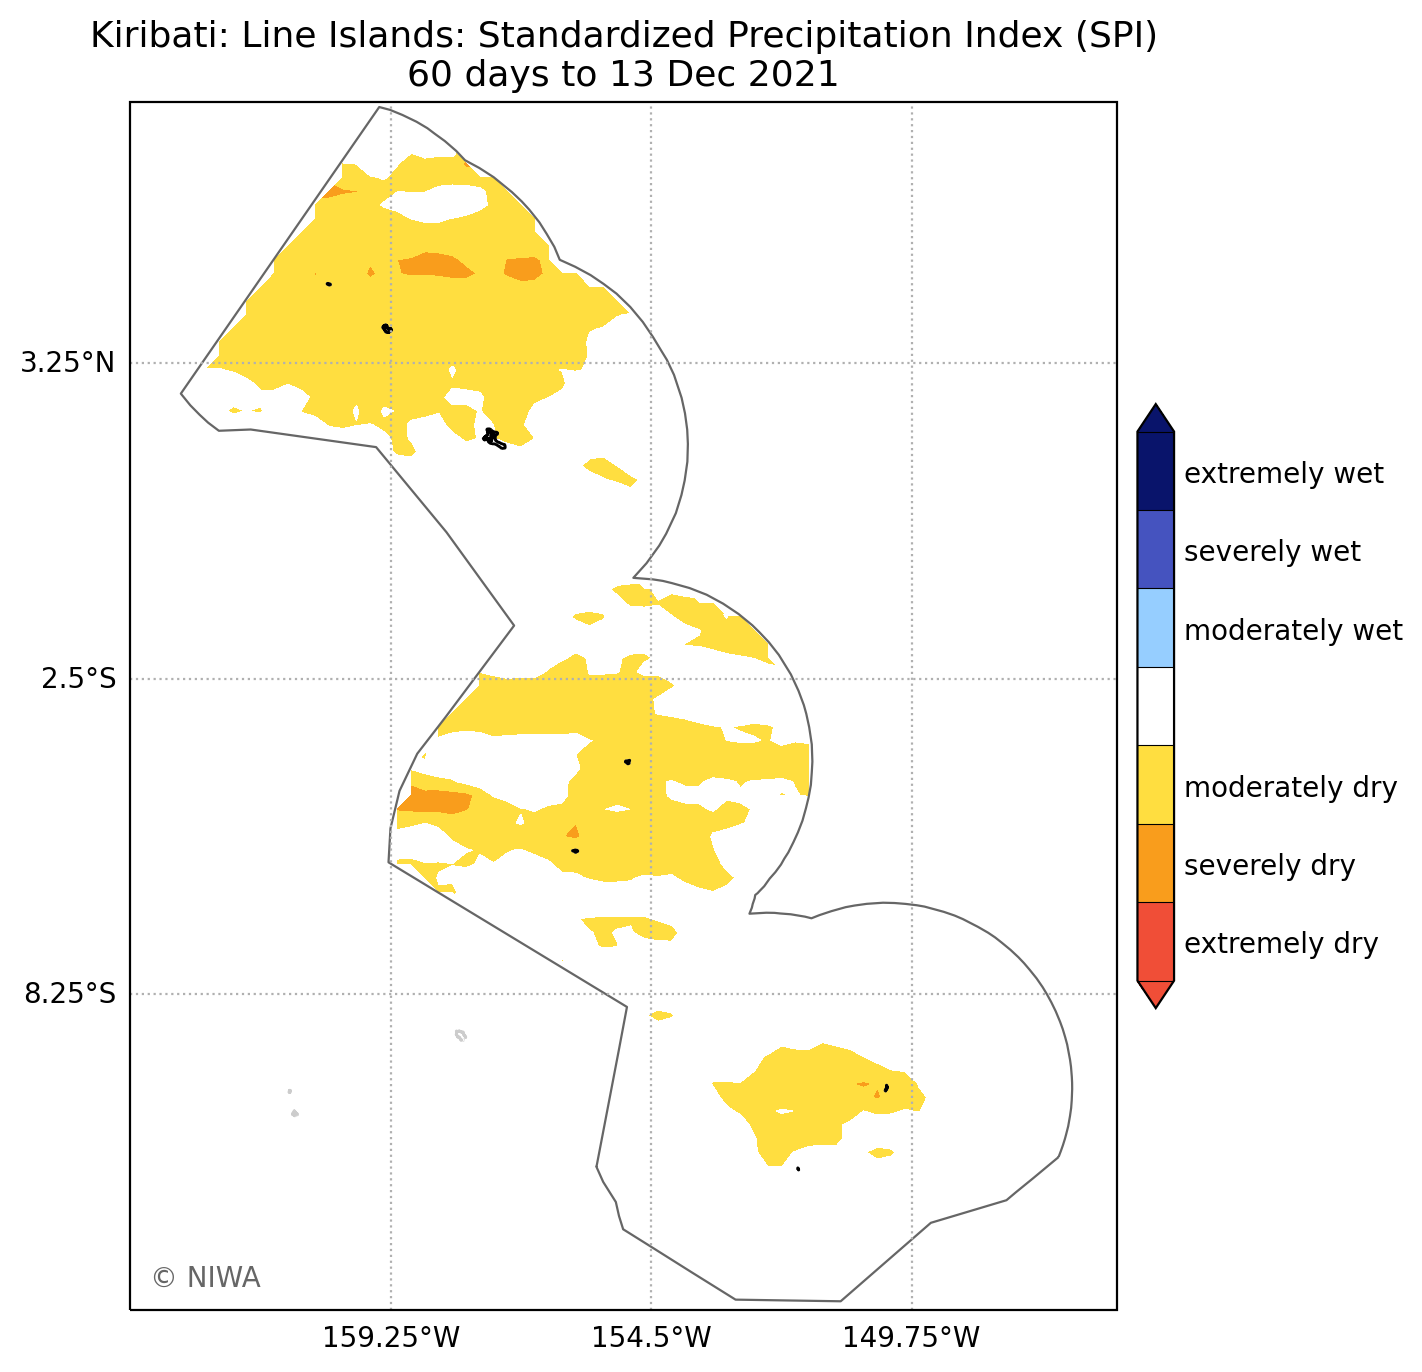 Kiribati: Line Islands: Standardized Precipitation Index (SPI)
60 days to 13 Dec 2021
3.25°N
2.5°S
8.25°S
159.25°W
154.5°W
149.75°W
© NIWA
extremely wet
severely wet
moderately wet
moderately dry
severely dry
extremely dry